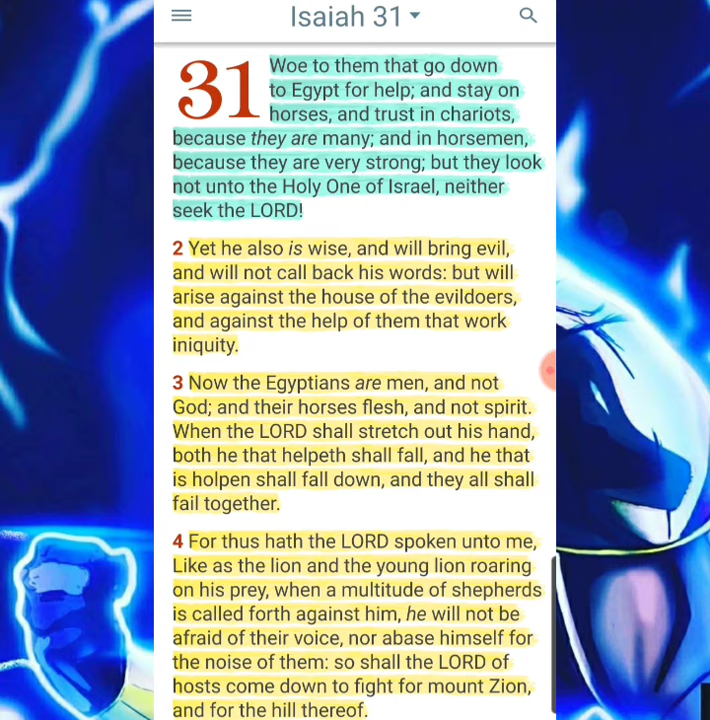 Isaiah 31
31 Woe to them that go down
to Egypt for help; and stay on
horses, and trust in chariots,
because they are many; and in horsemen,
because they are very strong; but they look
not unto the Holy One of Israel, neither
seek the LORD!
2 Yet he also is wise, and will bring evil,
and will not call back his words: but will
arise against the house of the evildoers,
and against the help of them that work
iniquity.
3 Now the Egyptians are men, and not
God; and their horses flesh, and not spirit.
When the LORD shall stretch out his hand,
both he that helpeth shall fall, and he that
is holpen shall fall down, and they all shall
fail together.
4 For thus hath the LORD spoken unto me,
Like as the lion and the young lion roaring
on his prey, when a multitude of shepherds
is called forth against him, he will not be
afraid of their voice, nor abase himself for
the noise of them: so shall the LORD of
hosts come down to fight for mount Zion,
and for the hill thereof.